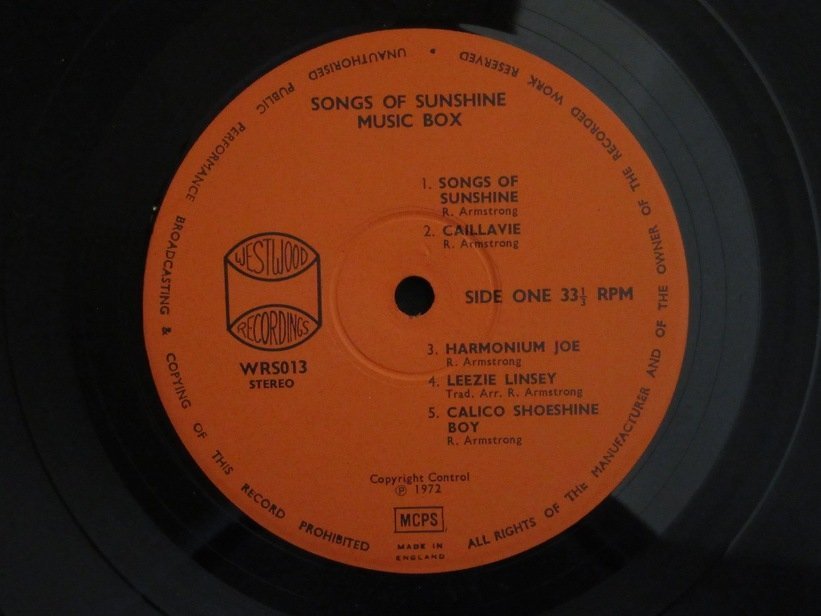 ALL RIGHTS OF THE MANUFACTURER AND OF THE OWNER OF THE RECORDED WORK RESERVED • UNAUTHORISED PUBLIC PERFORMANCE BROADCASTING & COPYING OF THIS RECORD PROHIBITED
SONGS OF SUNSHINE
MUSIC BOX
1. SONGS OF
SUNSHINE
R. Armstrong
2. CAILLAVIE
R. Armstrong
WESTWOOD
RECORDINGS
WRS013
STEREO
SIDE ONE 33⅓ RPM
3. HARMONIUM JOE
R. Armstrong
4. LEEZIE LINSEY
Trad. Arr. R. Armstrong
5. CALICO SHOESHINE
BOY
R. Armstrong
Copyright Control
℗ 1972
MCPS
MADE IN
ENGLAND